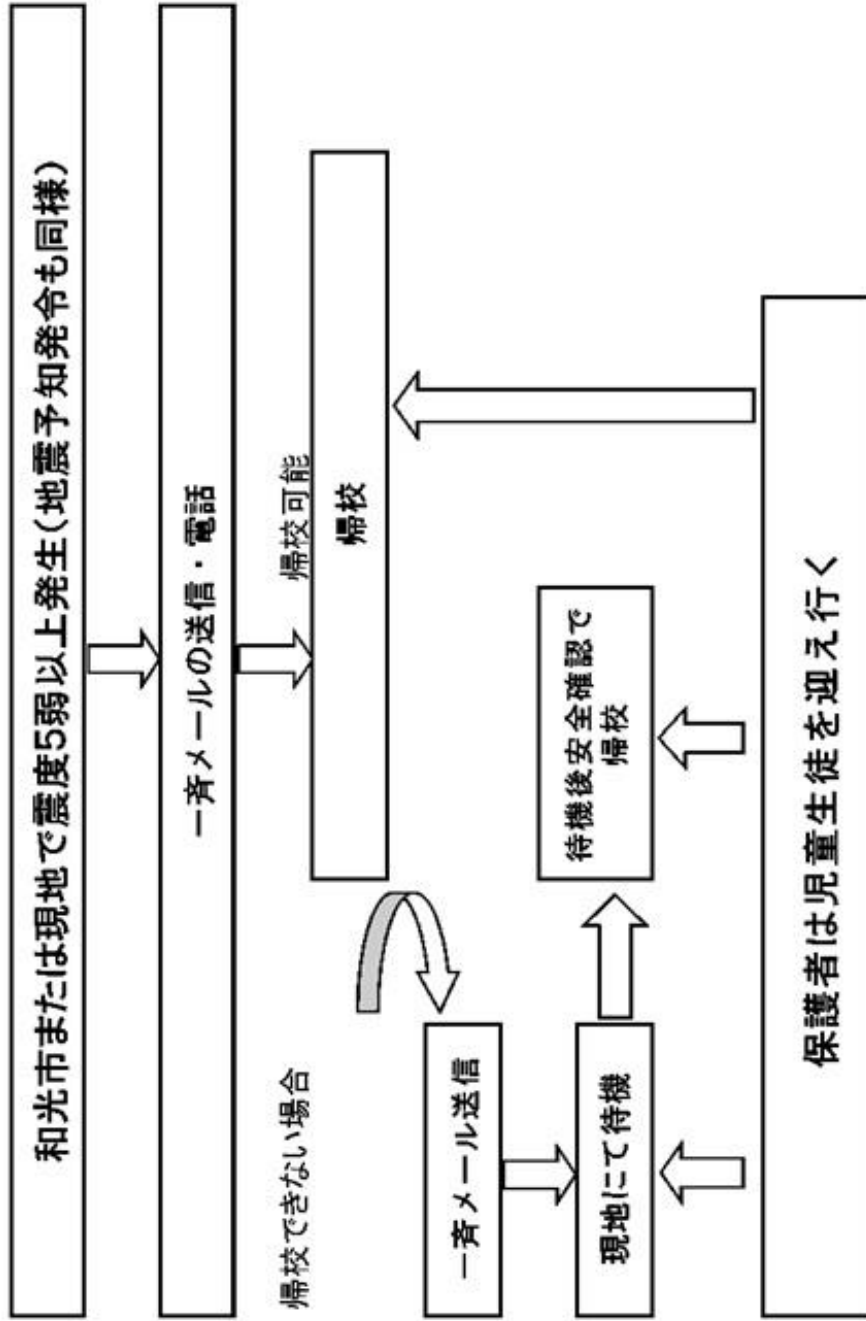 和光市または現地で震度5弱以上発生(地震予知発令も同様)
一斉メールの送信・電話
帰校できない場合
帰校可能
帰校
一斉メール送信
現地にて待機
待機後安全確認で
帰校
保護者は児童生徒を迎え行く